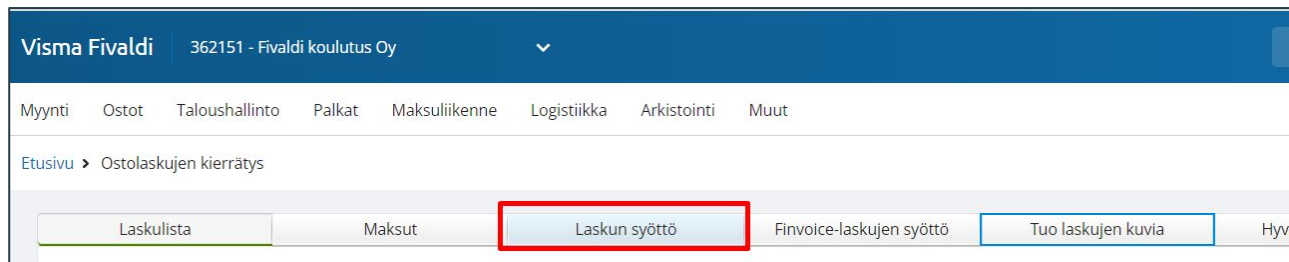 Visma Fivaldi 362151 - Fivaldi koulutus Oy
Myynti Ostot Taloushallinto Palkat Maksuliikenne Logistiikka Arkistointi Muut
Etusivu > Ostolaskujen kierrätys
Laskulista Maksut Laskun syöttö Finvoice-laskujen syöttö Tuo laskujen kuvia Hyv